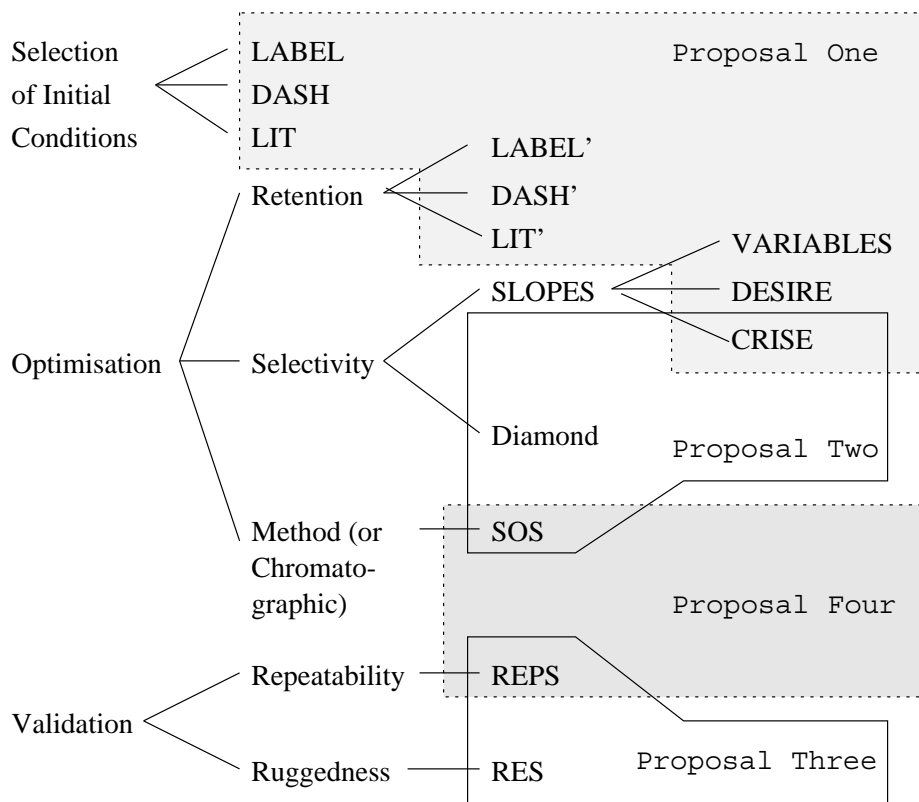 Selection
of Initial
Conditions
LABEL
DASH
LIT
Proposal One
Retention
LABEL’
DASH’
LIT’
VARIABLES
SLOPES
DESIRE
CRISE
Optimisation
Selectivity
Diamond
Proposal Two
Method (or
Chromato-
graphic)
SOS
Proposal Four
Repeatability
REPS
Validation
Ruggedness
RES
Proposal Three